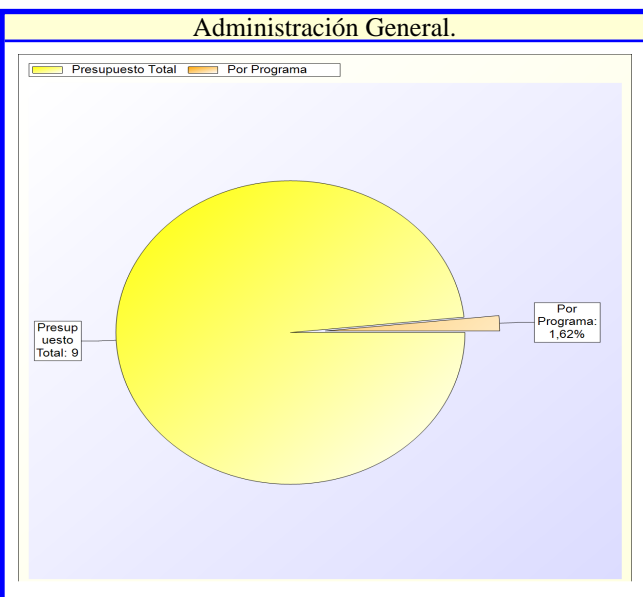 Administración General.
Presupuesto Total Por Programa
Presup
uesto
Total: 9
Por
Programa:
1,62%